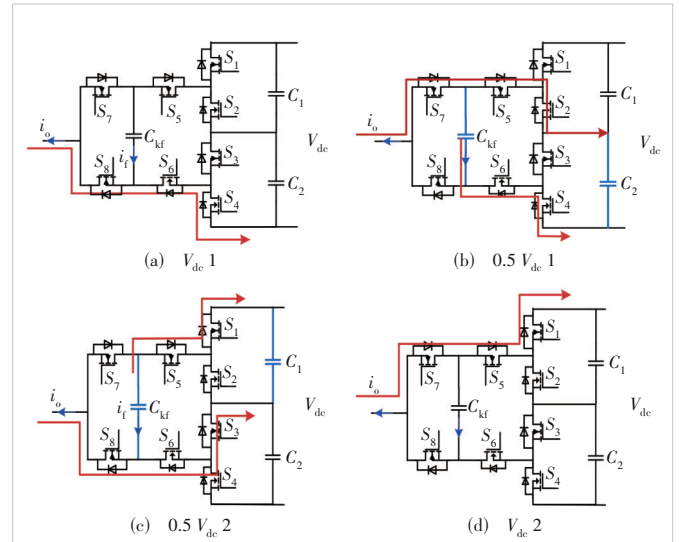 S1
S2
S7
S5
C1
io
Ckf
Vdc
if
S3
S8
S6
C2
S4
(a) Vdc 1
S1
S2
S7
S5
C1
io
Ckf
Vdc
S3
S8
S6
C2
S4
(b) 0.5 Vdc 1
S1
S2
S7
S5
C1
io
if
Ckf
Vdc
S3
S8
S6
C2
S4
(c) 0.5 Vdc 2
S1
S2
S7
S5
C1
io
Ckf
Vdc
S3
S8
S6
C2
S4
(d) Vdc 2